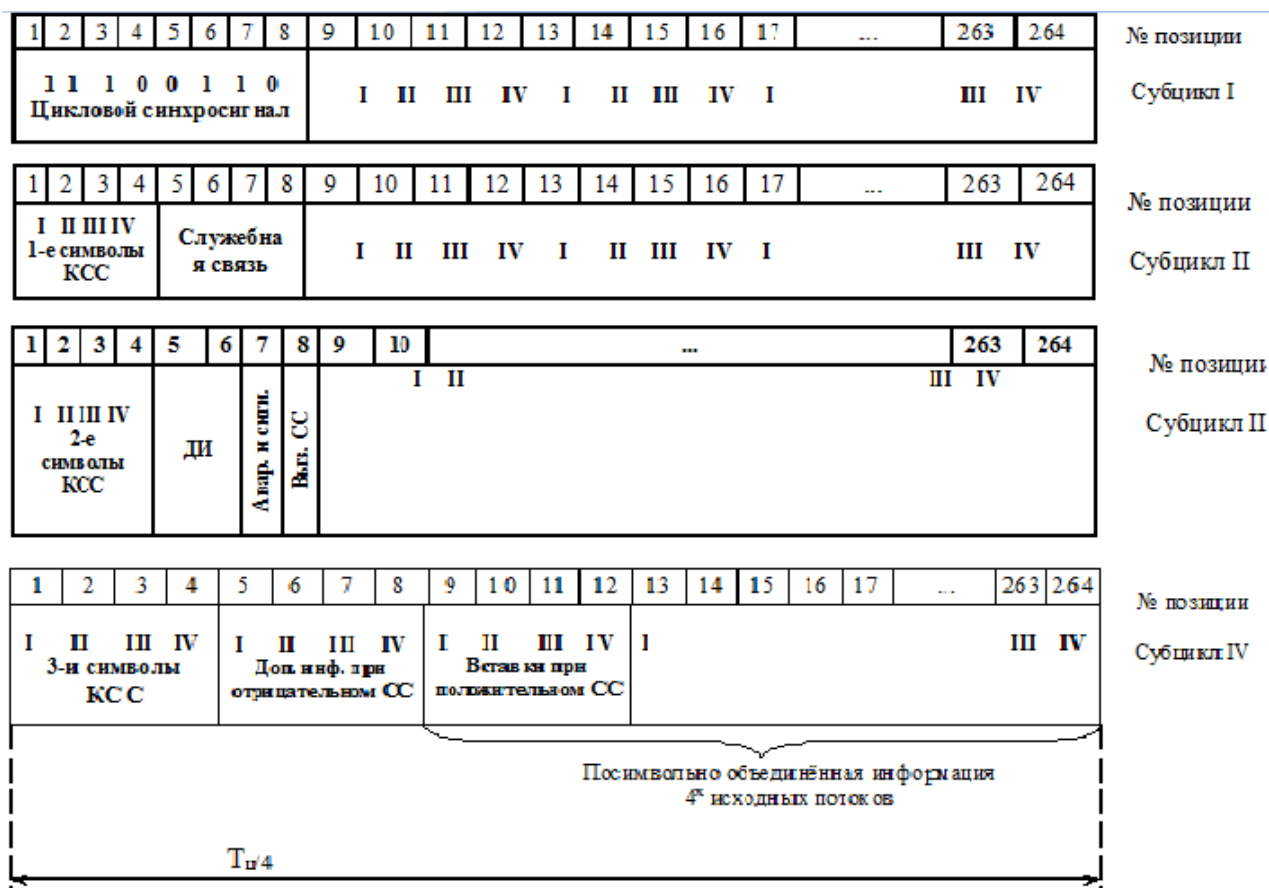 1 2 3 4 5 6 7 8 9 10 11 12 13 14 15 16 17 ... 263 264
№ позиции
1 1 1 0 0 1 1 0
Цикловой синхросигнал
I II III IV I II III IV I III IV
Субцикл I
1 2 3 4 5 6 7 8 9 10 11 12 13 14 15 16 17 ... 263 264
№ позиции
I II III IV
1-е символы
КСС
Служебна
я связь
I II III IV I II III IV I III IV
Субцикл II
1 2 3 4 5 6 7 8 9 10 ... 263 264
№ позиции
I II III IV
I II III IV
2-е
символы
КСС
ДИ
Авар. и сигн.
Выз. СС
Субцикл II
1 2 3 4 5 6 7 8 9 10 11 12 13 14 15 16 17 ... 263 264
№ позиции
I II III IV
3-и символы
КСС
I II III IV
Доп. инф. при
отрицательном СС
I II III IV
Вставки при
положительном СС
I III IV
Субцикл IV
Посимвольно объединённая информация
4х исходных потоков
Тц/4